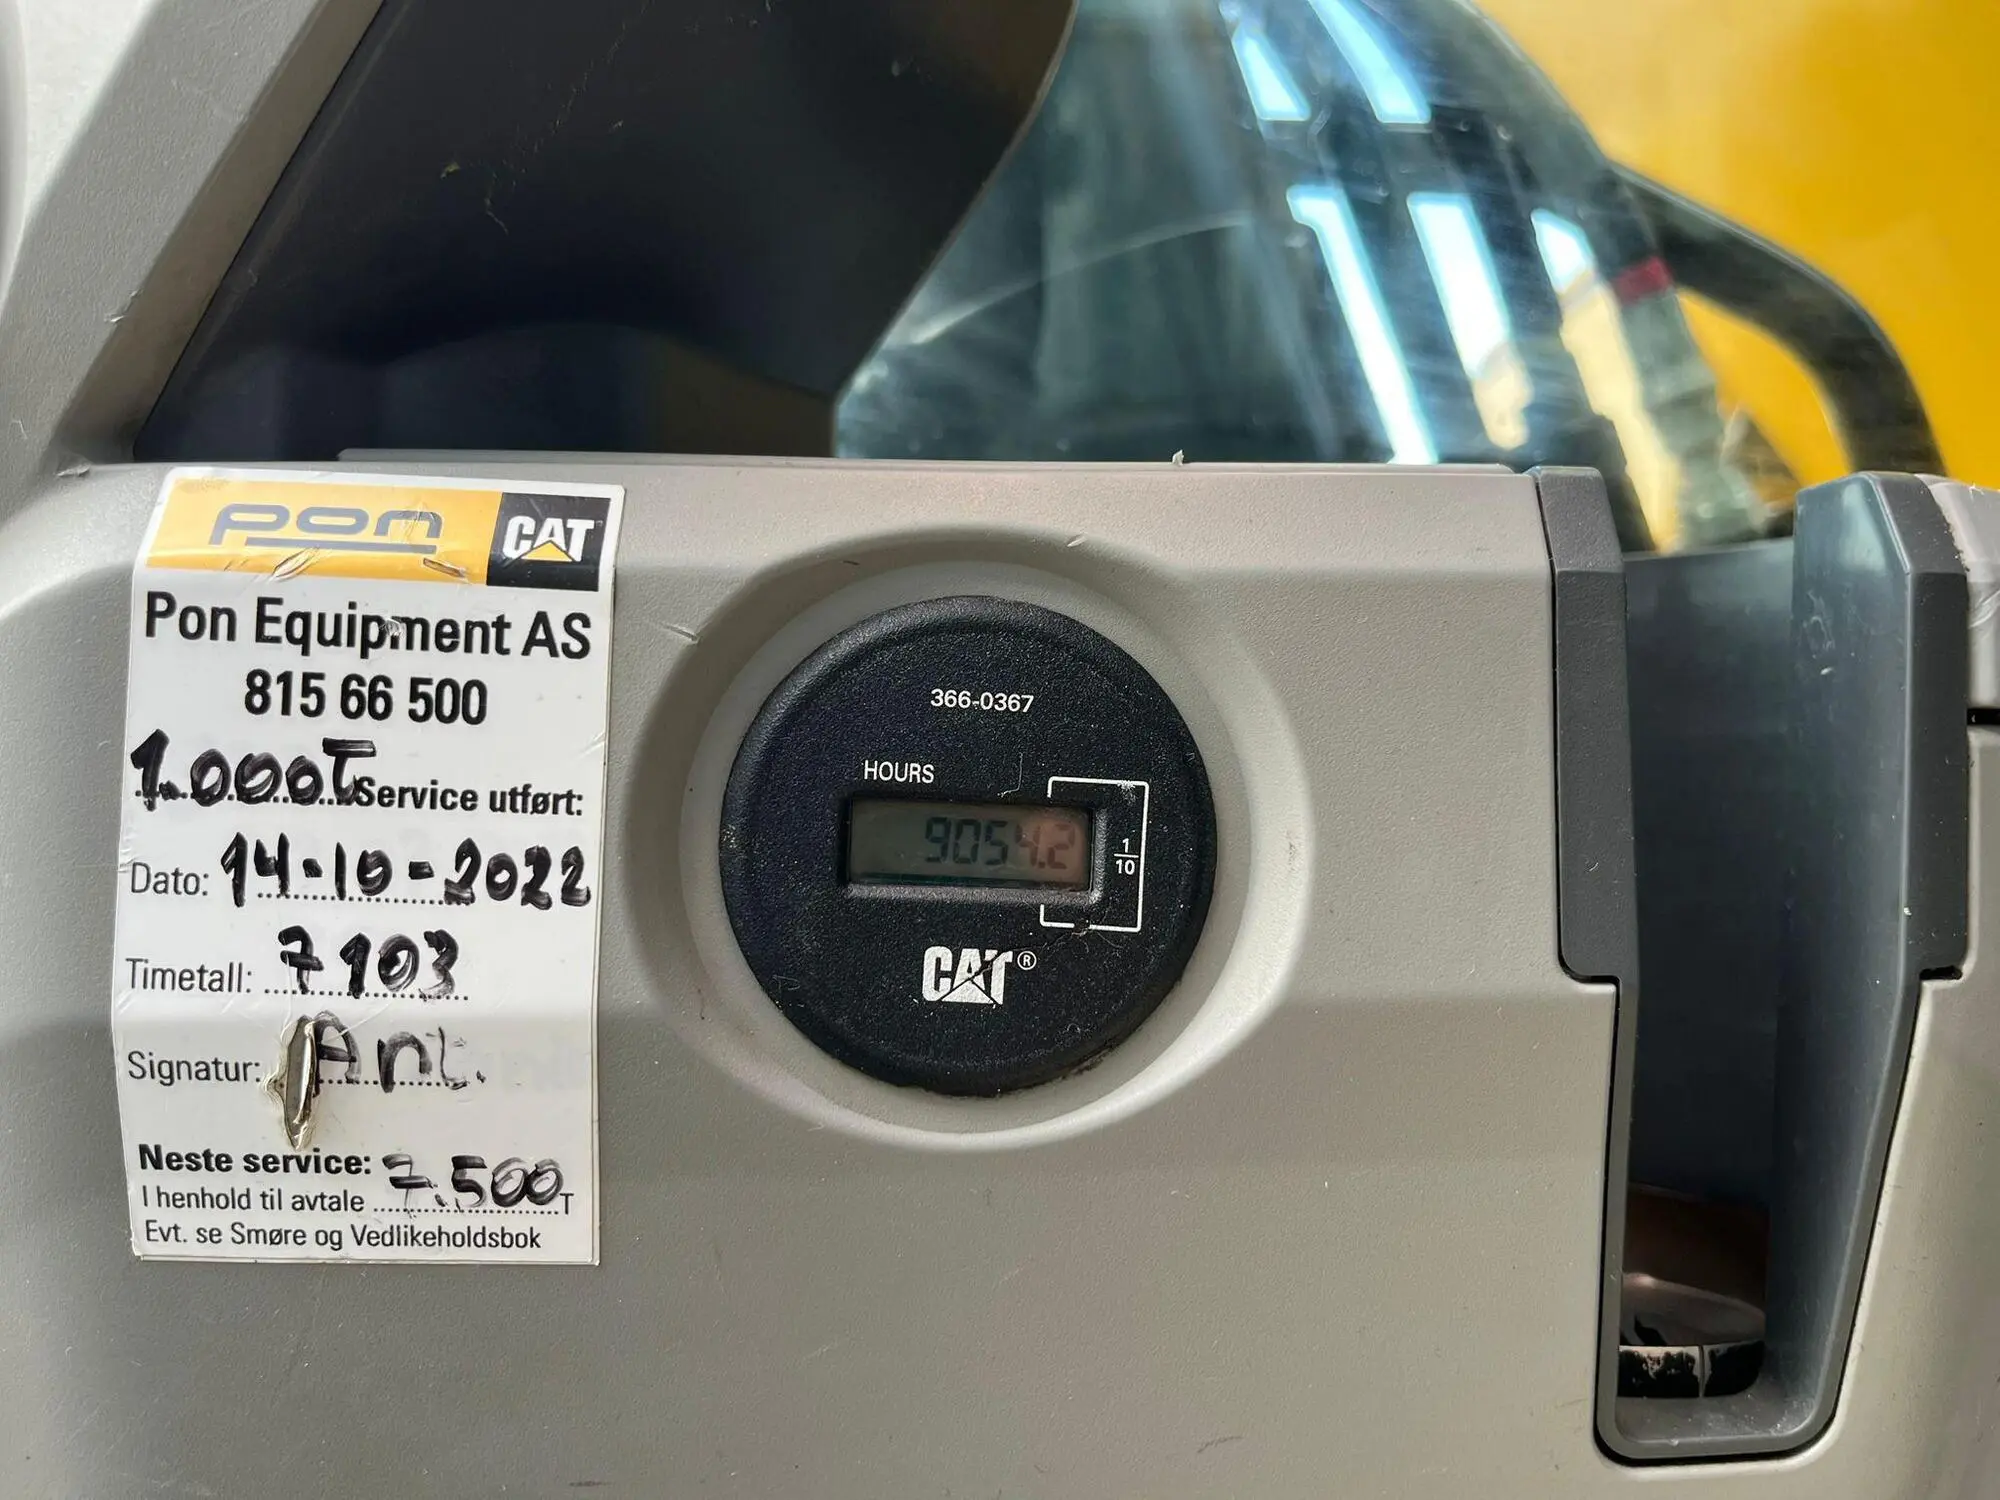 pon CAT
Pon Equipment AS
815 66 500
1.000T Service utført:
Dato: 14-10-2022
Timetall: 7103
Signatur: Ant.
Neste service: 7.500 T
I henhold til avtale
Evt. se Smøre og Vedlikeholdsbok
366-0367
HOURS
9054.2
1/10
CAT®